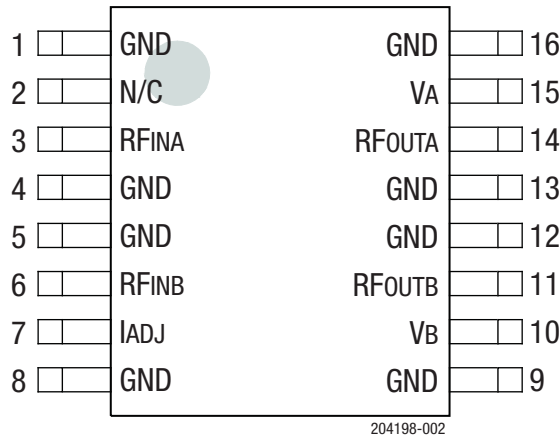 1 GND GND 16
2 N/C VA 15
3 RFINA RFOUTA 14
4 GND GND 13
5 GND GND 12
6 RFINB RFOUTB 11
7 IADJ VB 10
8 GND GND 9
204198-002